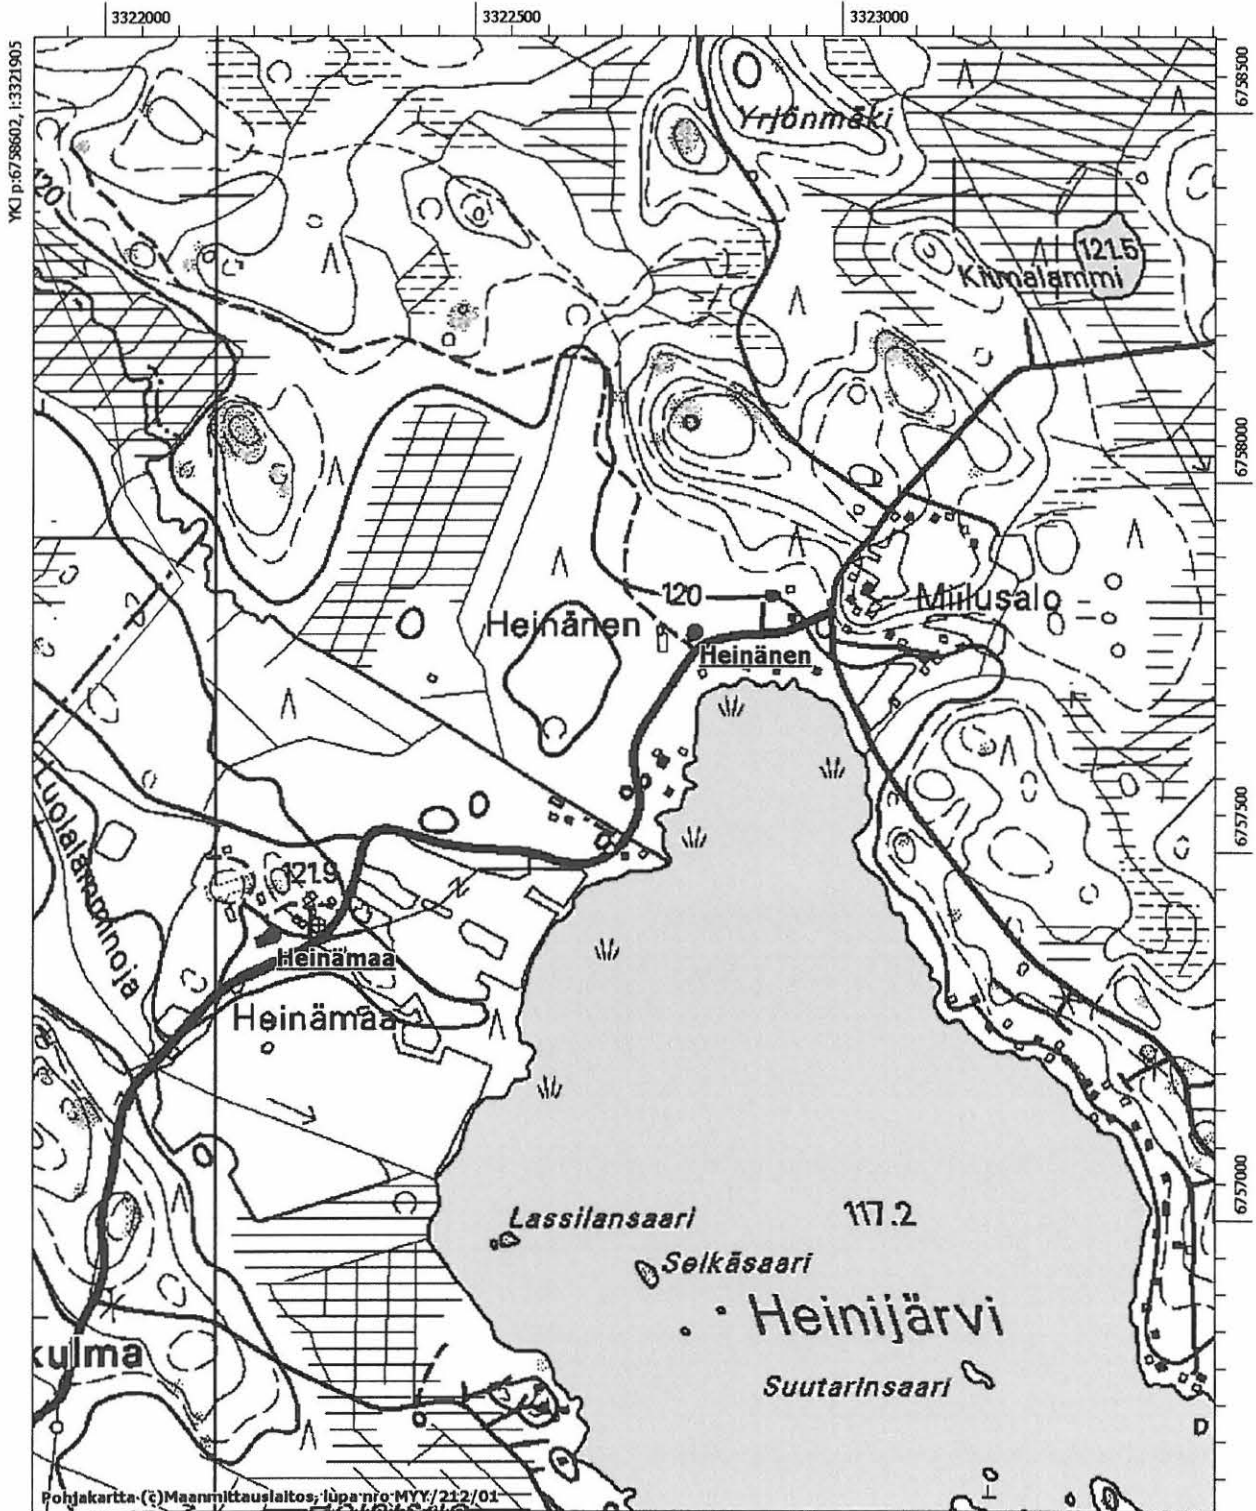 3322000
3322500
3323000
YKJ p:6758602, i:3321905
6758500
Yrjönmäki
120
121.5
Kiimalammi
6758000
120
Heinänen
Miilusalo
Heinänen
Luolalamminoja
6757500
121.9
Heinämaa
Heinämaa
6757000
Lassilansaari
117.2
Selkäsaari
Heinijärvi
kulma
Suutarinsaari
D
Pohjakartta (c) Maanmittauslaitos, lupa nro MYY/212/01